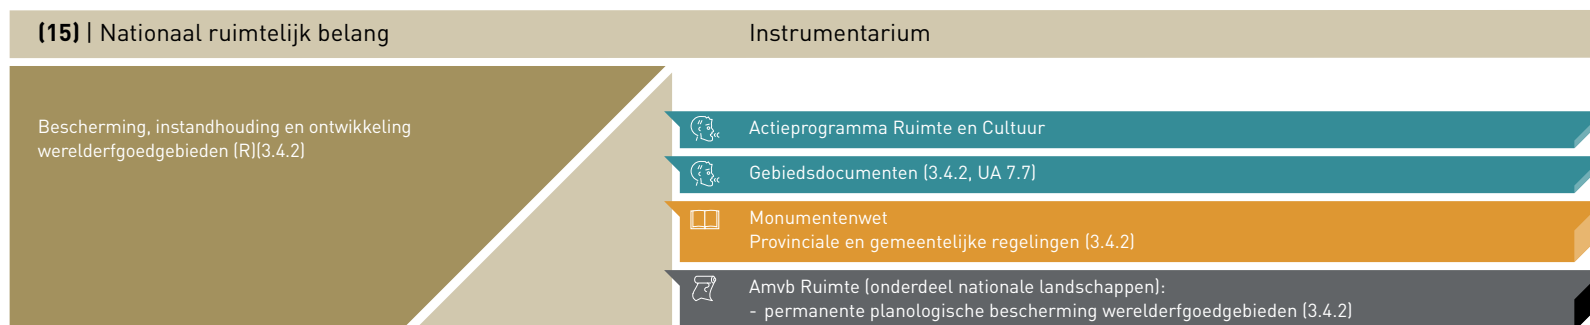 (15) | Nationaal ruimtelijk belang
Instrumentarium
Bescherming, instandhouding en ontwikkeling
werelderfgoedgebieden (R)(3.4.2)
Actieprogramma Ruimte en Cultuur
Gebiedsdocumenten (3.4.2, UA 7.7)
Monumentenwet
Provinciale en gemeentelijke regelingen (3.4.2)
Amvb Ruimte (onderdeel nationale landschappen):
- permanente planologische bescherming werelderfgoedgebieden (3.4.2)